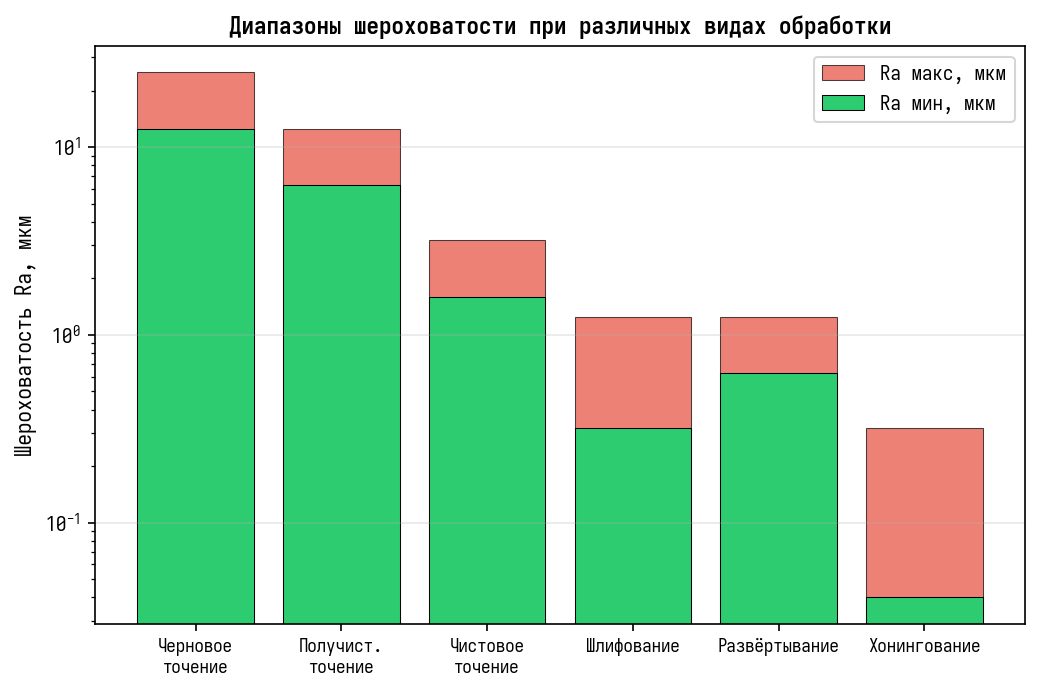 Диапазоны шероховатости при различных видах обработки
Ra макс, мкм
Ra мин, мкм
Шероховатость Ra, мкм
10¹
10⁰
10⁻¹
Черновое
точение
Получист.
точение
Чистовое
точение
Шлифование
Развёртывание
Хонингование